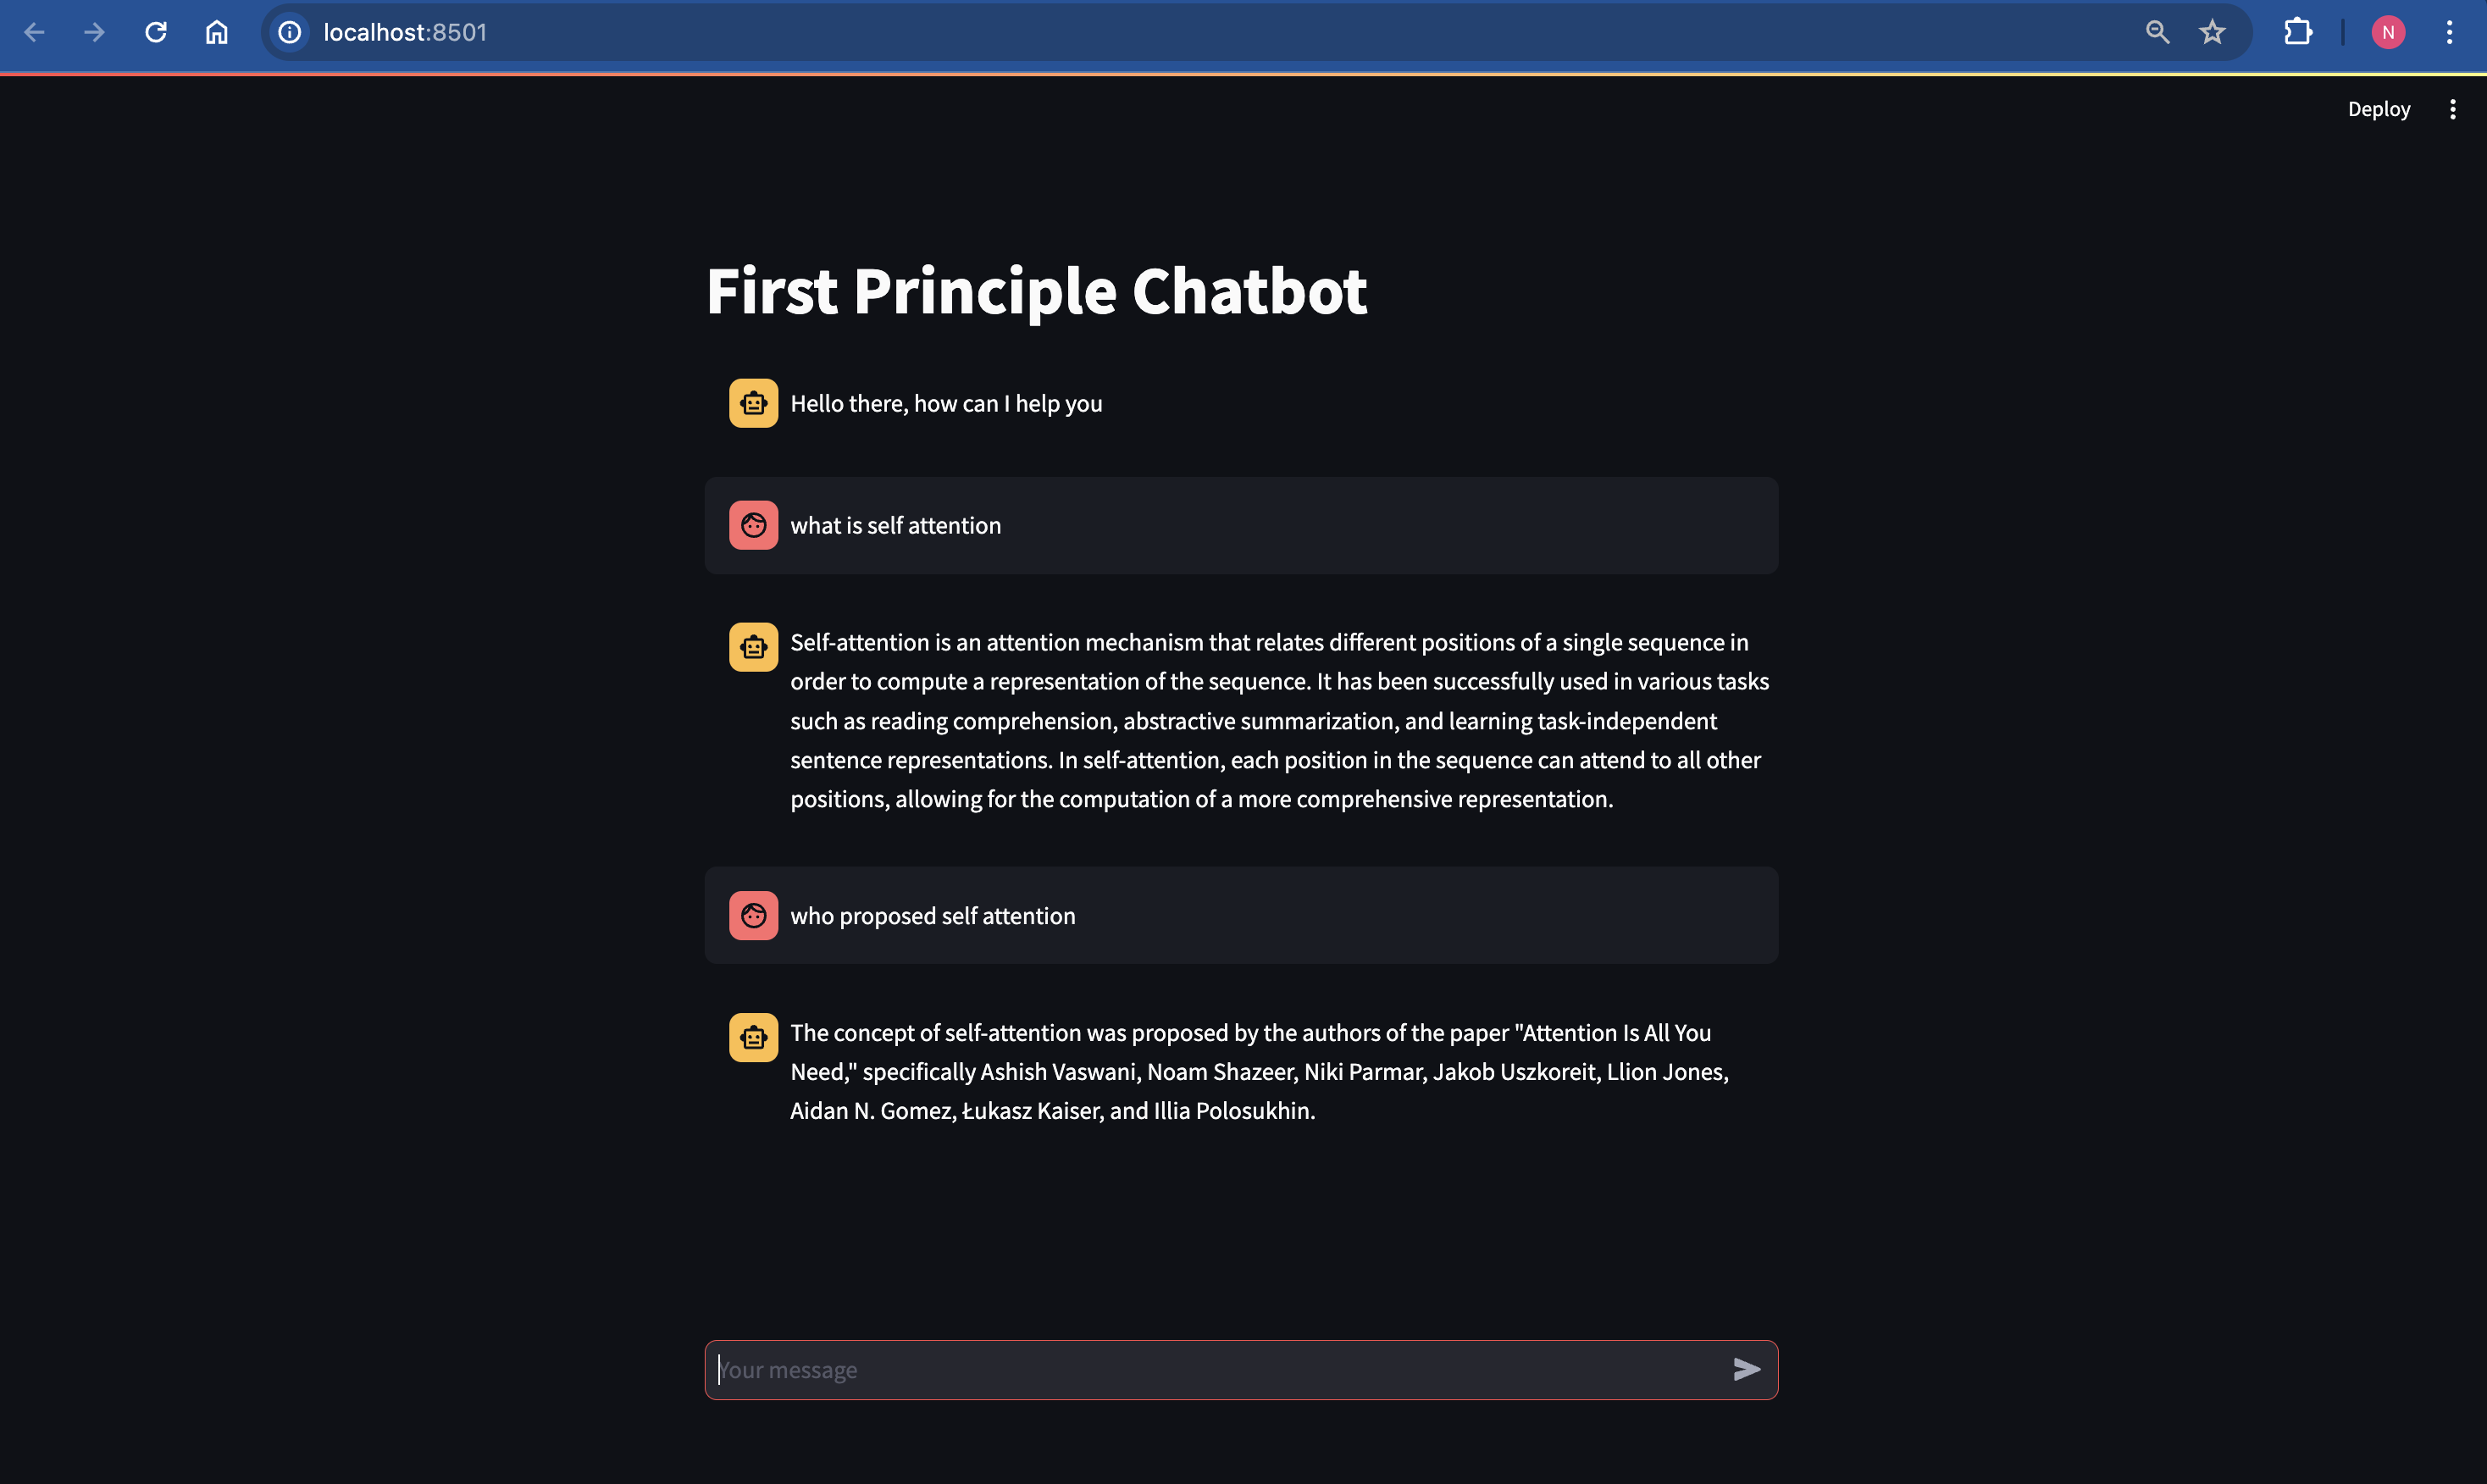 localhost:8501
N
Deploy
First Principle Chatbot
Hello there, how can I help you
what is self attention
Self-attention is an attention mechanism that relates different positions of a single sequence in
order to compute a representation of the sequence. It has been successfully used in various tasks
such as reading comprehension, abstractive summarization, and learning task-independent
sentence representations. In self-attention, each position in the sequence can attend to all other
positions, allowing for the computation of a more comprehensive representation.
who proposed self attention
The concept of self-attention was proposed by the authors of the paper "Attention Is All You
Need," specifically Ashish Vaswani, Noam Shazeer, Niki Parmar, Jakob Uszkoreit, Llion Jones,
Aidan N. Gomez, Łukasz Kaiser, and Illia Polosukhin.
Your message